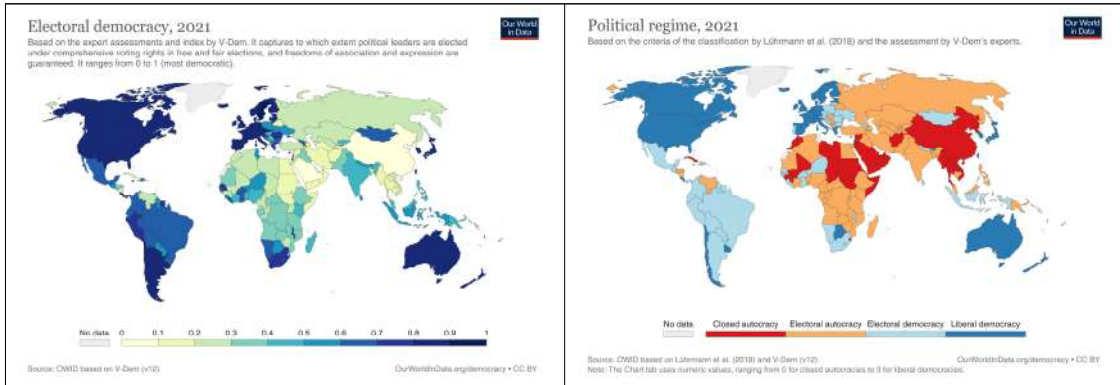 Electoral democracy, 2021
Our World
in Data
Based on the expert assessments and index by V-Dem. It captures to which extent political leaders are elected
under comprehensive voting rights in free and fair elections, and freedoms of association and expression are
guaranteed. It ranges from 0 to 1 (most democratic).
No data 0 0.1 0.2 0.3 0.4 0.5 0.6 0.7 0.8 0.9 1
Source: OWID based on V-Dem (v12)
OurWorldInData.org/democracy • CC BY
Political regime, 2021
Our World
in Data
Based on the criteria of the classification by Lührmann et al. (2018) and the assessment by V-Dem's experts.
No data Closed autocracy Electoral autocracy Electoral democracy Liberal democracy
Source: OWID based on Lührmann et al. (2018) and V-Dem (v12)
OurWorldInData.org/democracy • CC BY
Note: The Chart tab uses numeric values, ranging from 0 for closed autocracies to 3 for liberal democracies.